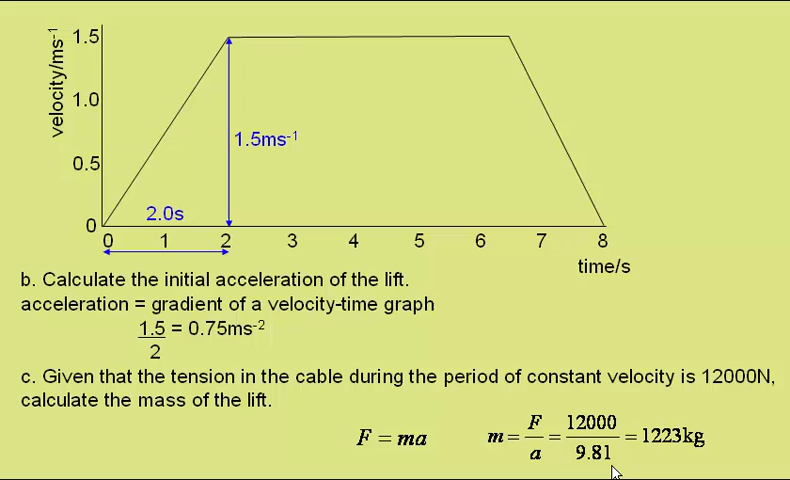 velocity/ms-1
1.5
1.0
0.5
0
1.5ms-1
2.0s
0 1 2 3 4 5 6 7 8
time/s
b. Calculate the initial acceleration of the lift.
acceleration = gradient of a velocity-time graph
1.5 = 0.75ms-2
2
c. Given that the tension in the cable during the period of constant velocity is 12000N,
calculate the mass of the lift.
F = ma
m = F/a = 12000/9.81 = 1223kg